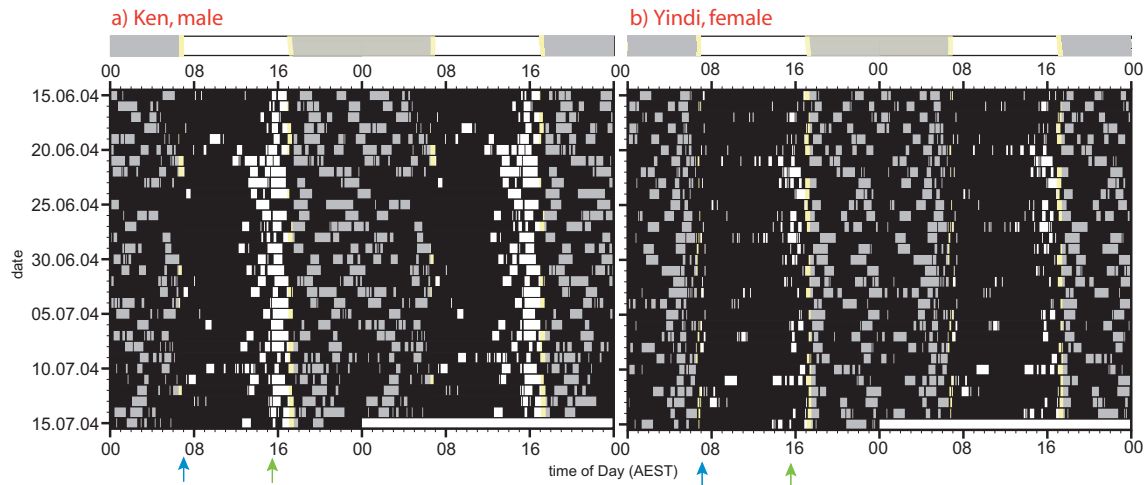 a) Ken, male
b) Yindi, female
00 08 16 00 08 16 00
00 08 16 00 08 16 00
15.06.04
20.06.04
25.06.04
30.06.04
05.07.04
10.07.04
15.07.04
date
00 08 16 00 08 16 00
00 08 16 00 08 16 00
time of Day (AEST)